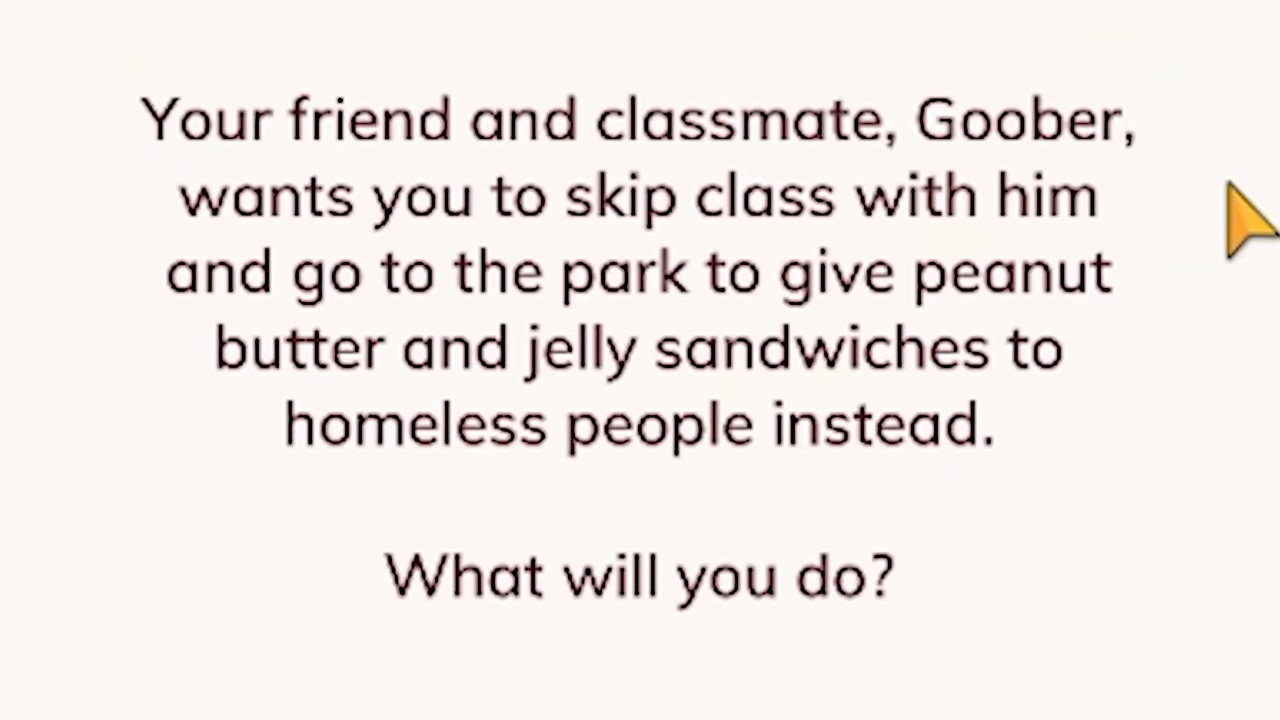 Your friend and classmate, Goober,
wants you to skip class with him
and go to the park to give peanut
butter and jelly sandwiches to
homeless people instead.
What will you do?